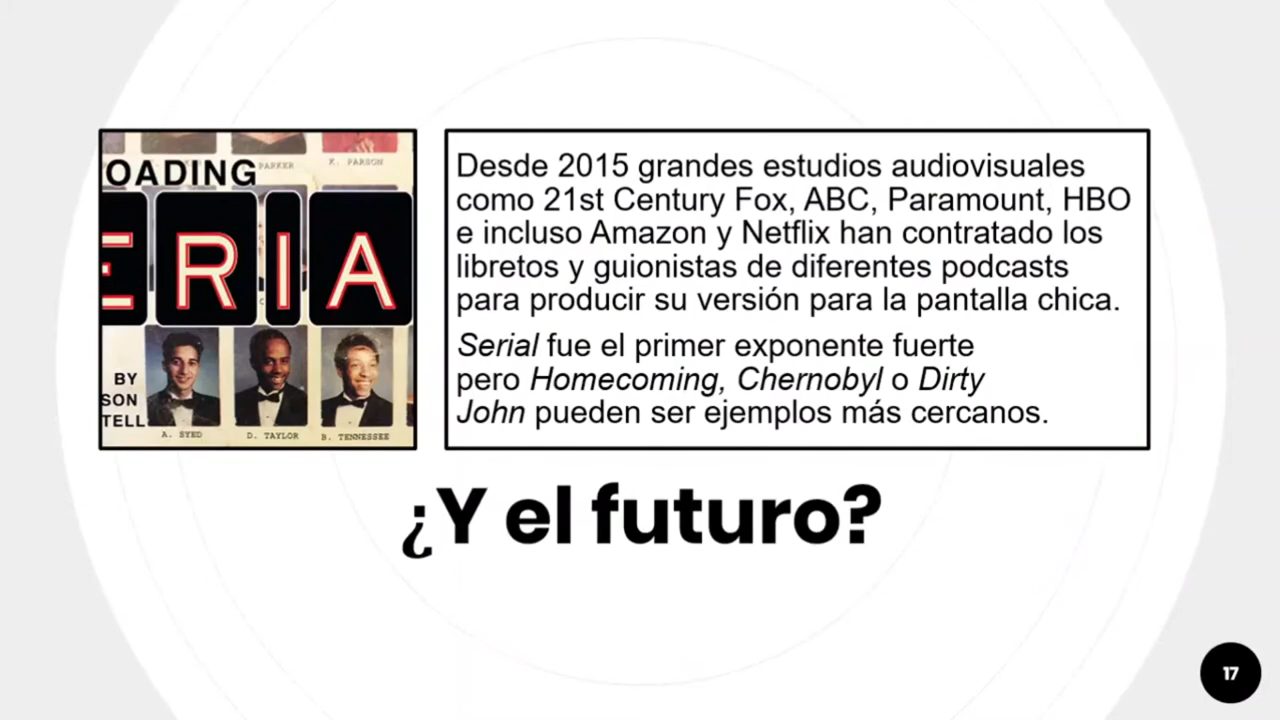 OADING
PARKER
K. PARSON
ERIA
BY
SON
TELL
A. SYED
D. TAYLOR
B. TENNESSEE
Desde 2015 grandes estudios audiovisuales
como 21st Century Fox, ABC, Paramount, HBO
e incluso Amazon y Netflix han contratado los
libretos y guionistas de diferentes podcasts
para producir su versión para la pantalla chica.
Serial fue el primer exponente fuerte
pero Homecoming, Chernobyl o Dirty
John pueden ser ejemplos más cercanos.
¿Y el futuro?
17